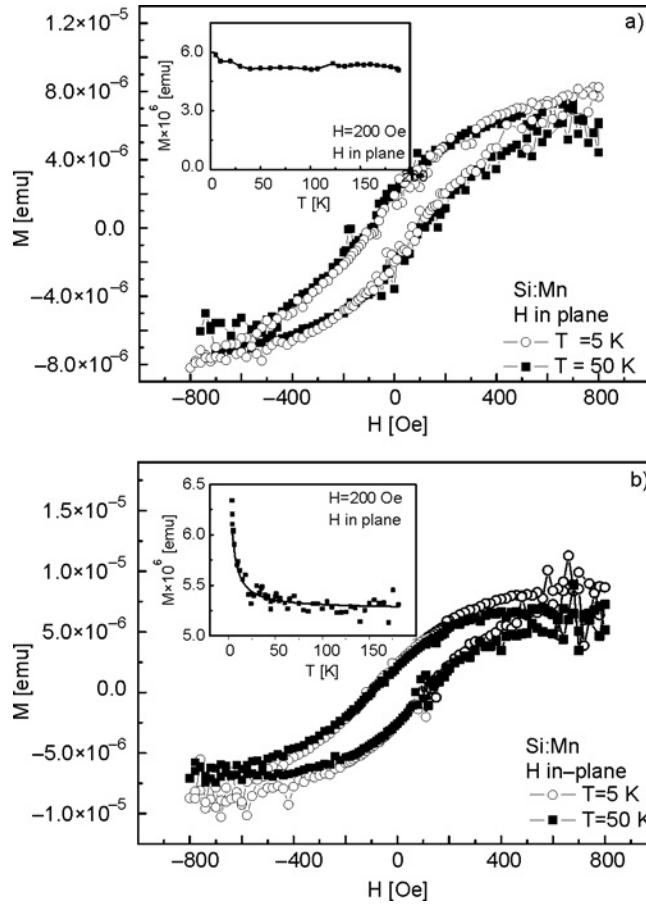 1.2×10⁻⁵
8.0×10⁻⁶
4.0×10⁻⁶
0.0
−4.0×10⁻⁶
−8.0×10⁻⁶
M [emu]
a)
6.0
3.0
0.0
M×10⁶ [emu]
H=200 Oe
H in plane
0 50 100 150
T [K]
Si:Mn
H in plane
T =5 K
T = 50 K
−800 −400 0 400 800
H [Oe]
1.5×10⁻⁵
1.0×10⁻⁵
5.0×10⁻⁶
0.0
−5.0×10⁻⁶
−1.0×10⁻⁵
M [emu]
b)
6.5
6.0
5.5
5.0
M×10⁶ [emu]
H=200 Oe
H in plane
0 50 100 150 200
T [K]
Si:Mn
H in–plane
T=5 K
T=50 K
−800 −400 0 400 800
H [Oe]